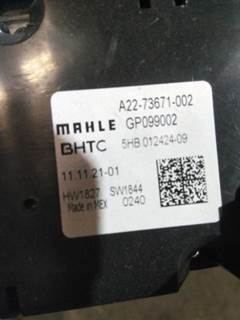 A22-73671-002
MAHLE GP099002
BHTC 5HB 012424-09
11.11.21-01
HW1827 SW1844
Made in MEX 0240